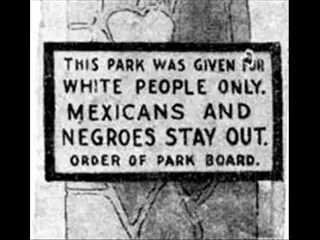 THIS PARK WAS GIVEN FOR
WHITE PEOPLE ONLY.
MEXICANS AND
NEGROES STAY OUT.
ORDER OF PARK BOARD.